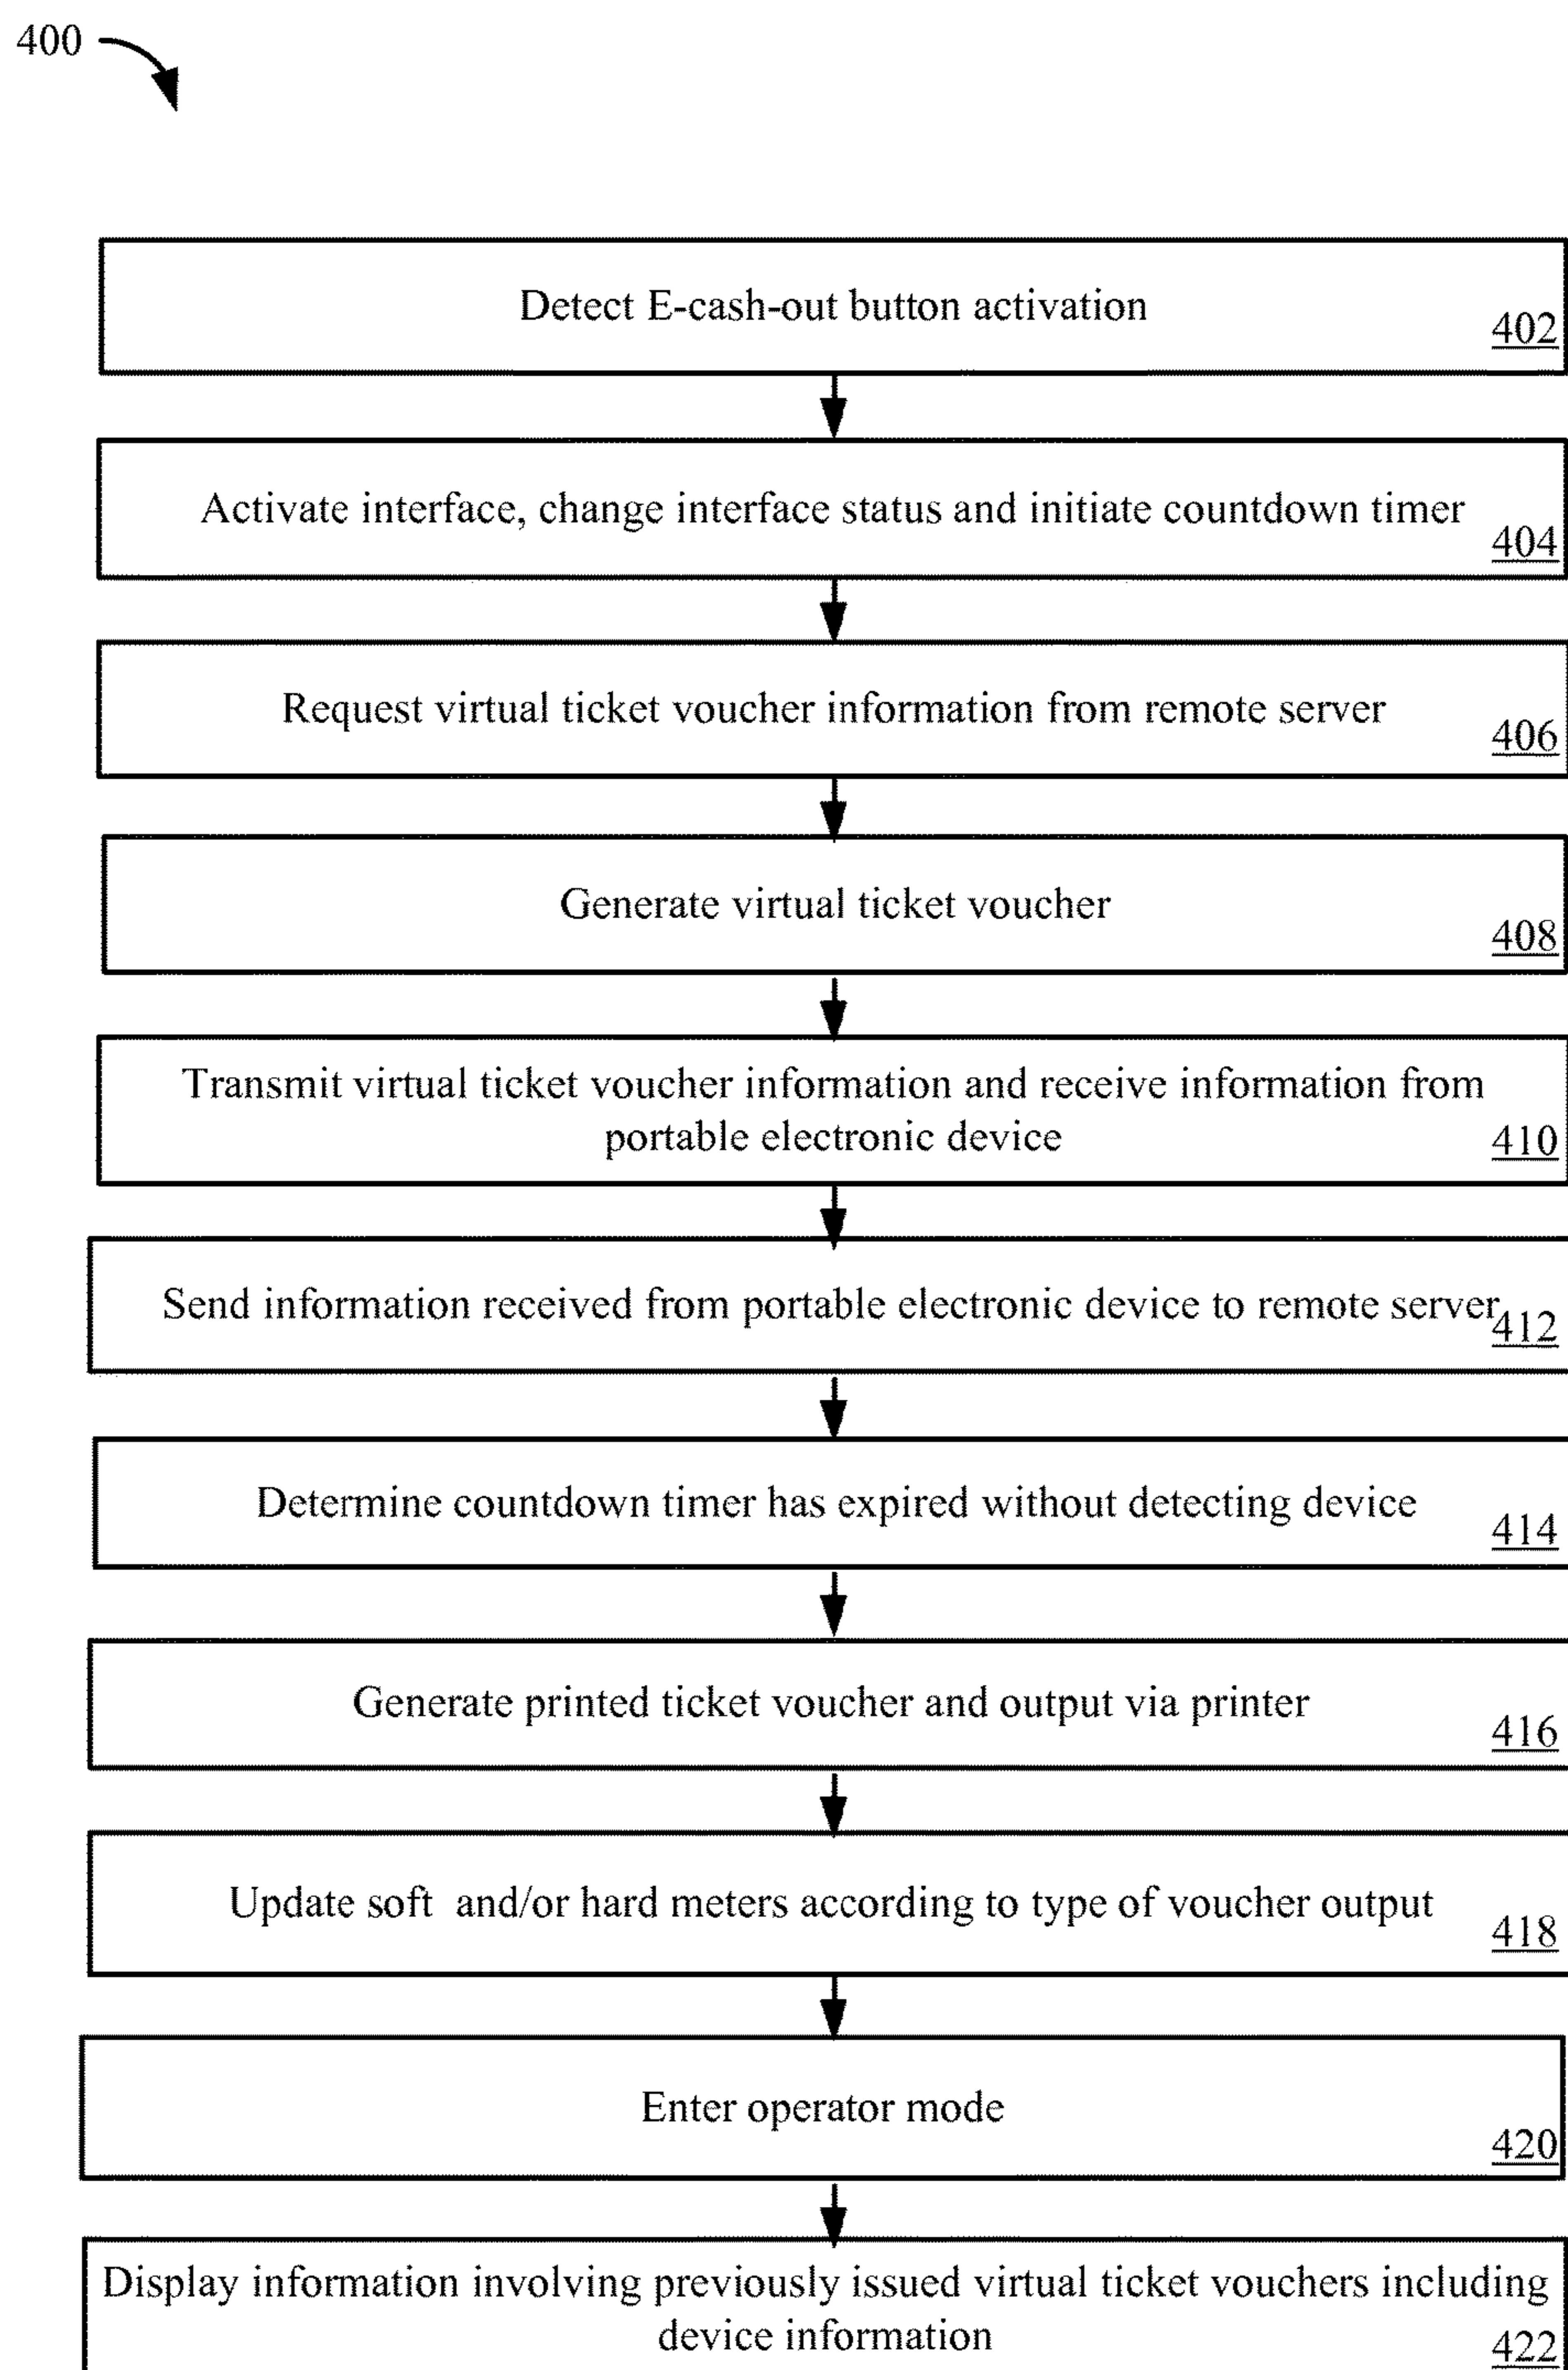 400
Detect E-cash-out button activation
402
Activate interface, change interface status and initiate countdown timer
404
Request virtual ticket voucher information from remote server
406
Generate virtual ticket voucher
408
Transmit virtual ticket voucher information and receive information from
portable electronic device
410
Send information received from portable electronic device to remote server
412
Determine countdown timer has expired without detecting device
414
Generate printed ticket voucher and output via printer
416
Update soft and/or hard meters according to type of voucher output
418
Enter operator mode
420
Display information involving previously issued virtual ticket vouchers including
device information
422